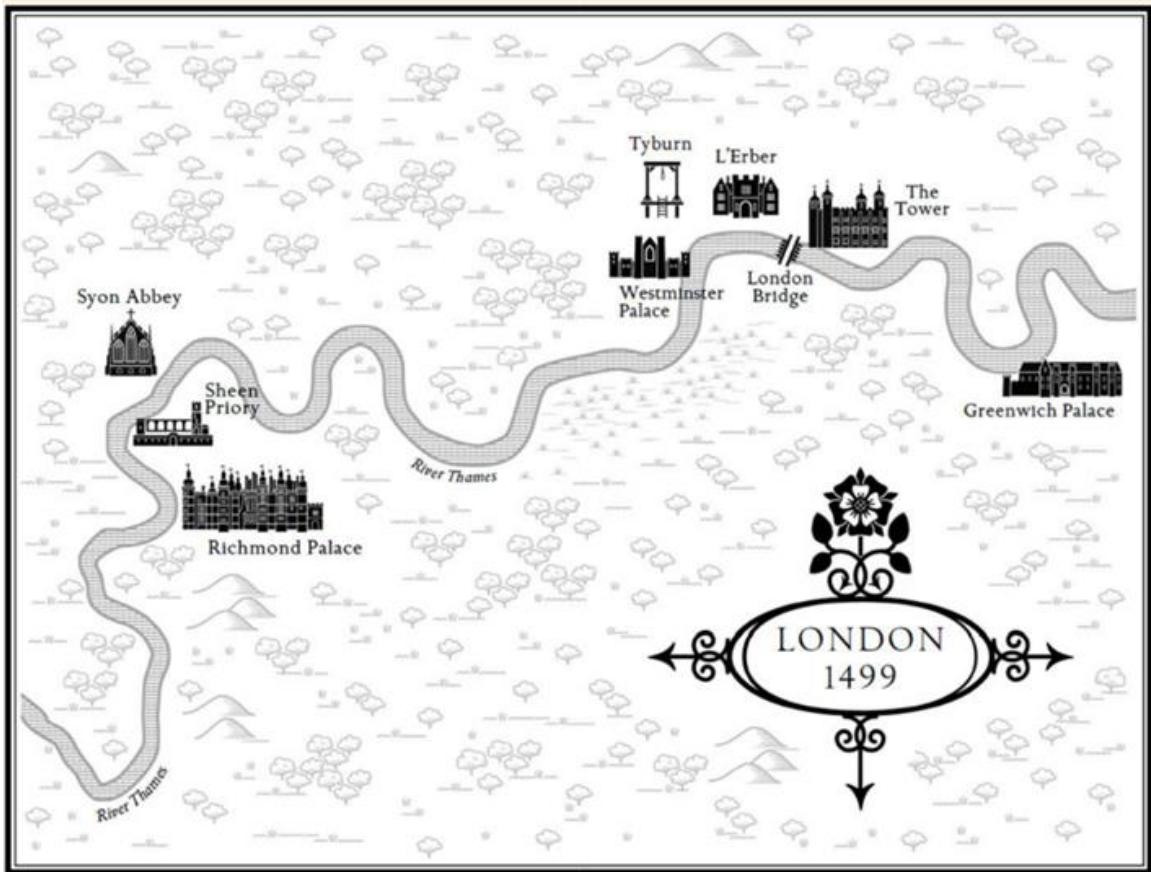 Tyburn
L'Erber
The
Tower
Westminster
Palace
London
Bridge
Syon Abbey
Sheen
Priory
Greenwich Palace
River Thames
Richmond Palace
LONDON
1499
River Thames